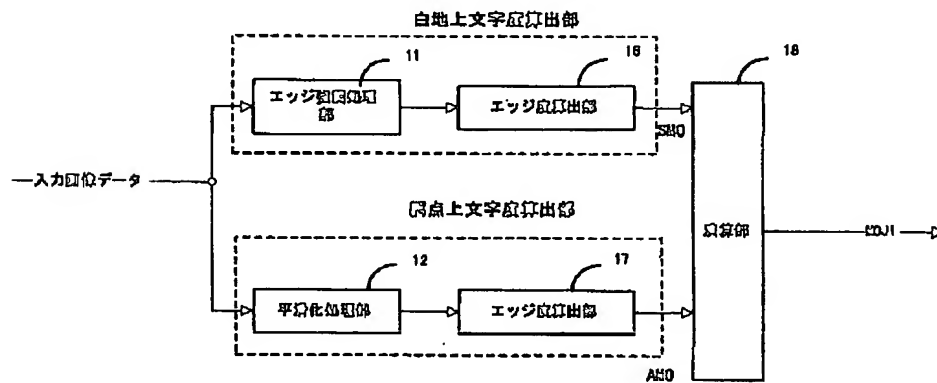 白地上文字度算出部
11
16
18
エッジ強調処理
部
エッジ度算出部
SMO
入力画像データ
網点上文字度算出部
演算部
MOJI
12
17
平滑化処理部
エッジ度算出部
AMO